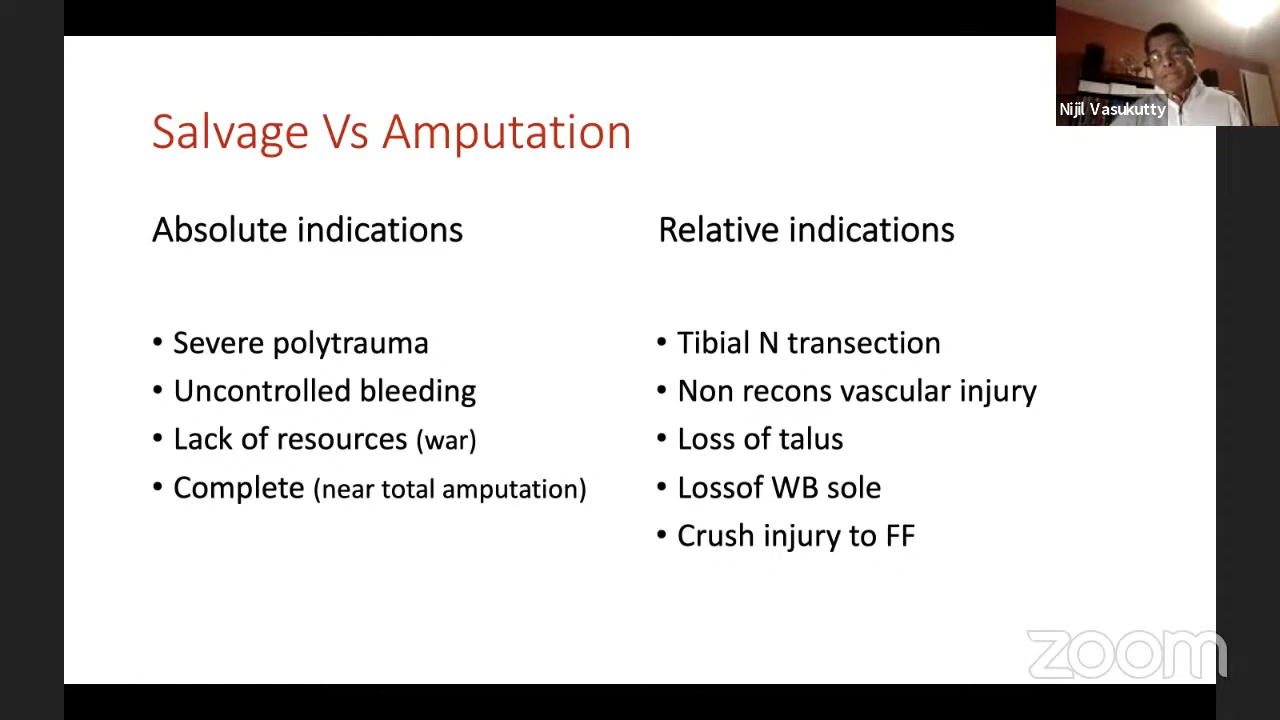 Nijil Vasukutty
Salvage Vs Amputation
Absolute indications
• Severe polytrauma
• Uncontrolled bleeding
• Lack of resources (war)
• Complete (near total amputation)
Relative indications
• Tibial N transection
• Non recons vascular injury
• Loss of talus
• Lossof WB sole
• Crush injury to FF
zoom